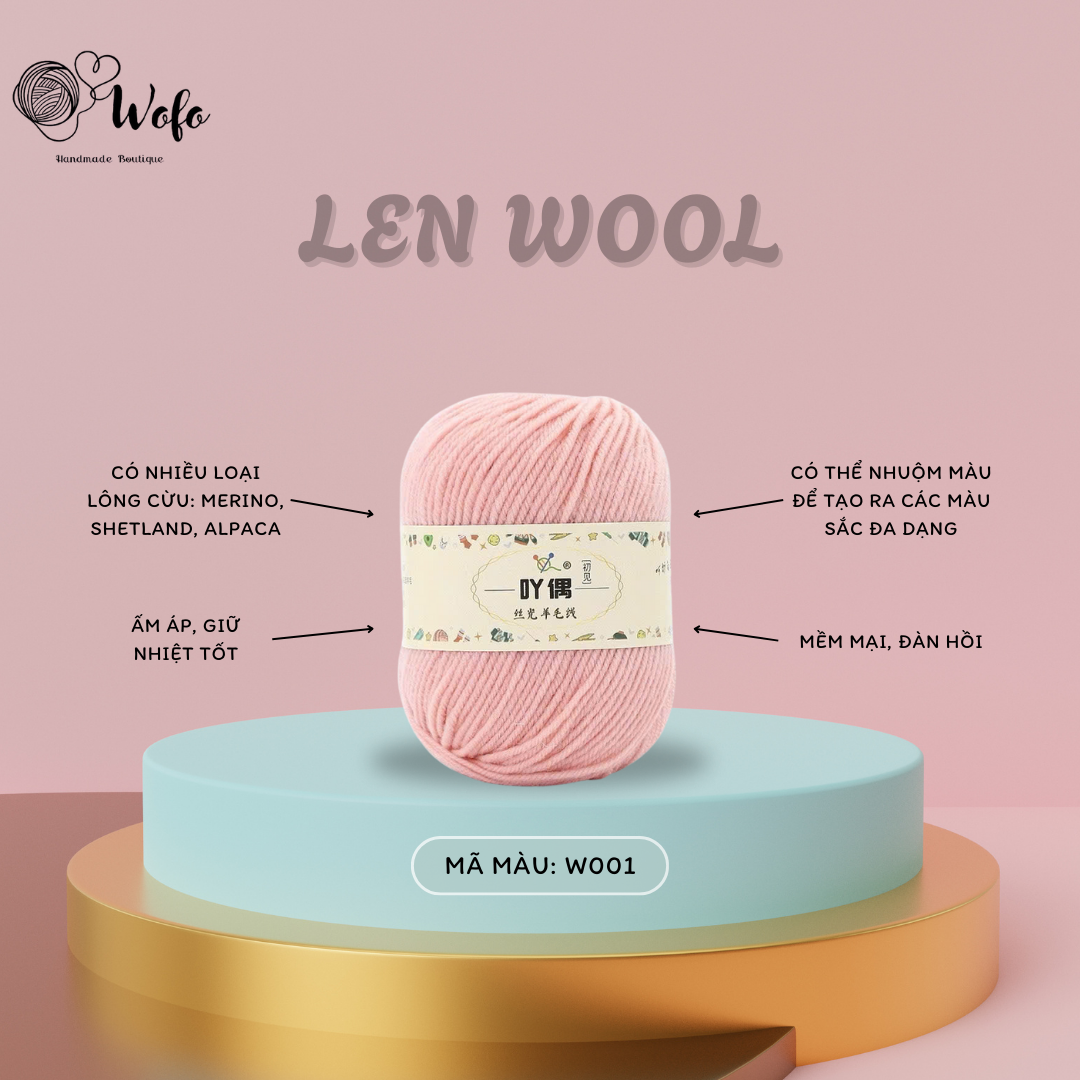 Wofo
Handmade Boutique
LEN WOOL
CÓ NHIỀU LOẠI
LÔNG CỪU: MERINO,
SHETLAND, ALPACA
CÓ THỂ NHUỘM MÀU
ĐỂ TẠO RA CÁC MÀU
SẮC ĐA DẠNG
ẤM ÁP, GIỮ
NHIỆT TỐT
MỀM MẠI, ĐÀN HỒI
®
[初见]
吖偶
丝光羊毛线
MÃ MÀU: W001